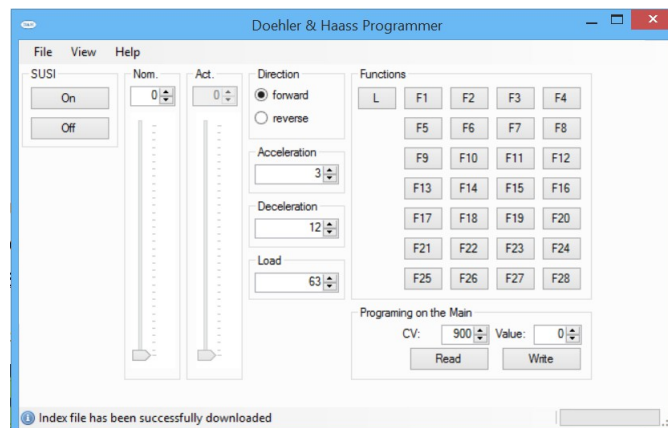 Doehler & Haass Programmer
File View Help
SUSI
On
Off
Nom.
0
Act.
0
Direction
forward
reverse
Acceleration
3
Deceleration
12
Load
63
Functions
L F1 F2 F3 F4
F5 F6 F7 F8
F9 F10 F11 F12
F13 F14 F15 F16
F17 F18 F19 F20
F21 F22 F23 F24
F25 F26 F27 F28
Programing on the Main
CV: 900 Value: 0
Read Write
Index file has been successfully downloaded